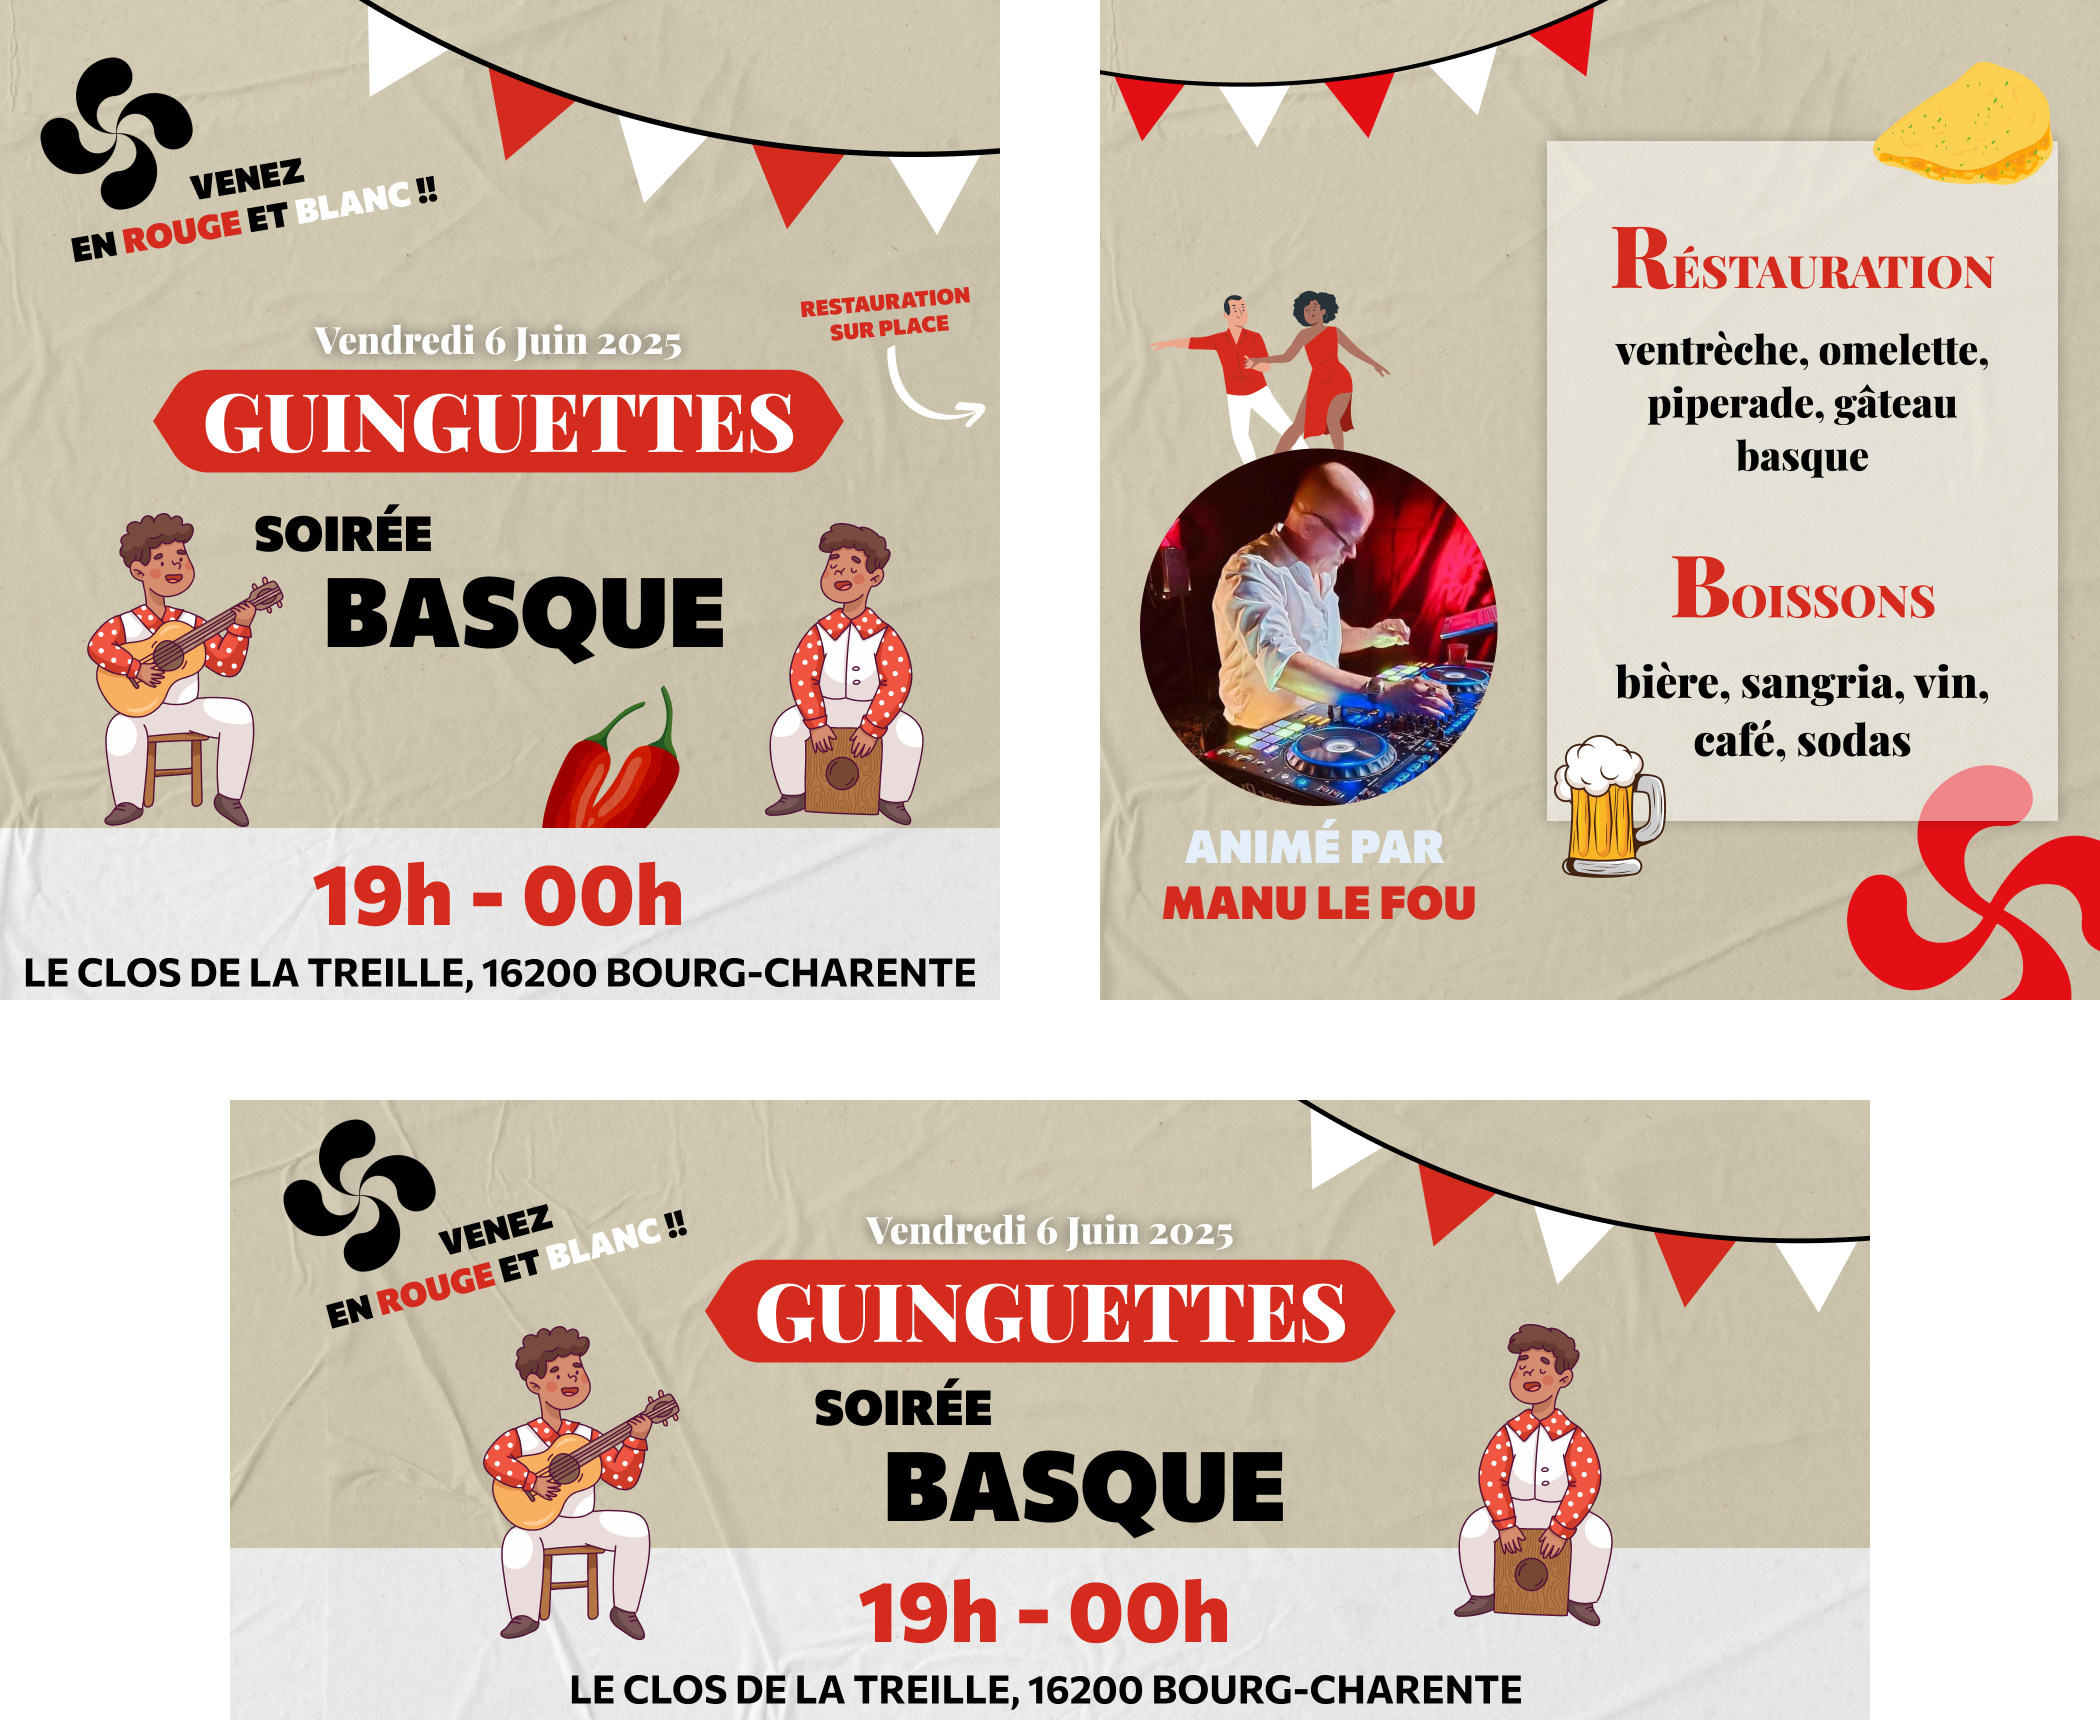 VENEZ
EN ROUGE ET BLANC !!
RESTAURATION
SUR PLACE
Vendredi 6 Juin 2025
GUINGUETTES
SOIRÉE
BASQUE
19h - 00h
LE CLOS DE LA TREILLE, 16200 BOURG-CHARENTE
RÉSTAURATION
ventrèche, omelette,
piperade, gâteau
basque
BOISSONS
bière, sangria, vin,
café, sodas
ANIMÉ PAR
MANU LE FOU
VENEZ
EN ROUGE ET BLANC !!
Vendredi 6 Juin 2025
GUINGUETTES
SOIRÉE
BASQUE
19h - 00h
LE CLOS DE LA TREILLE, 16200 BOURG-CHARENTE